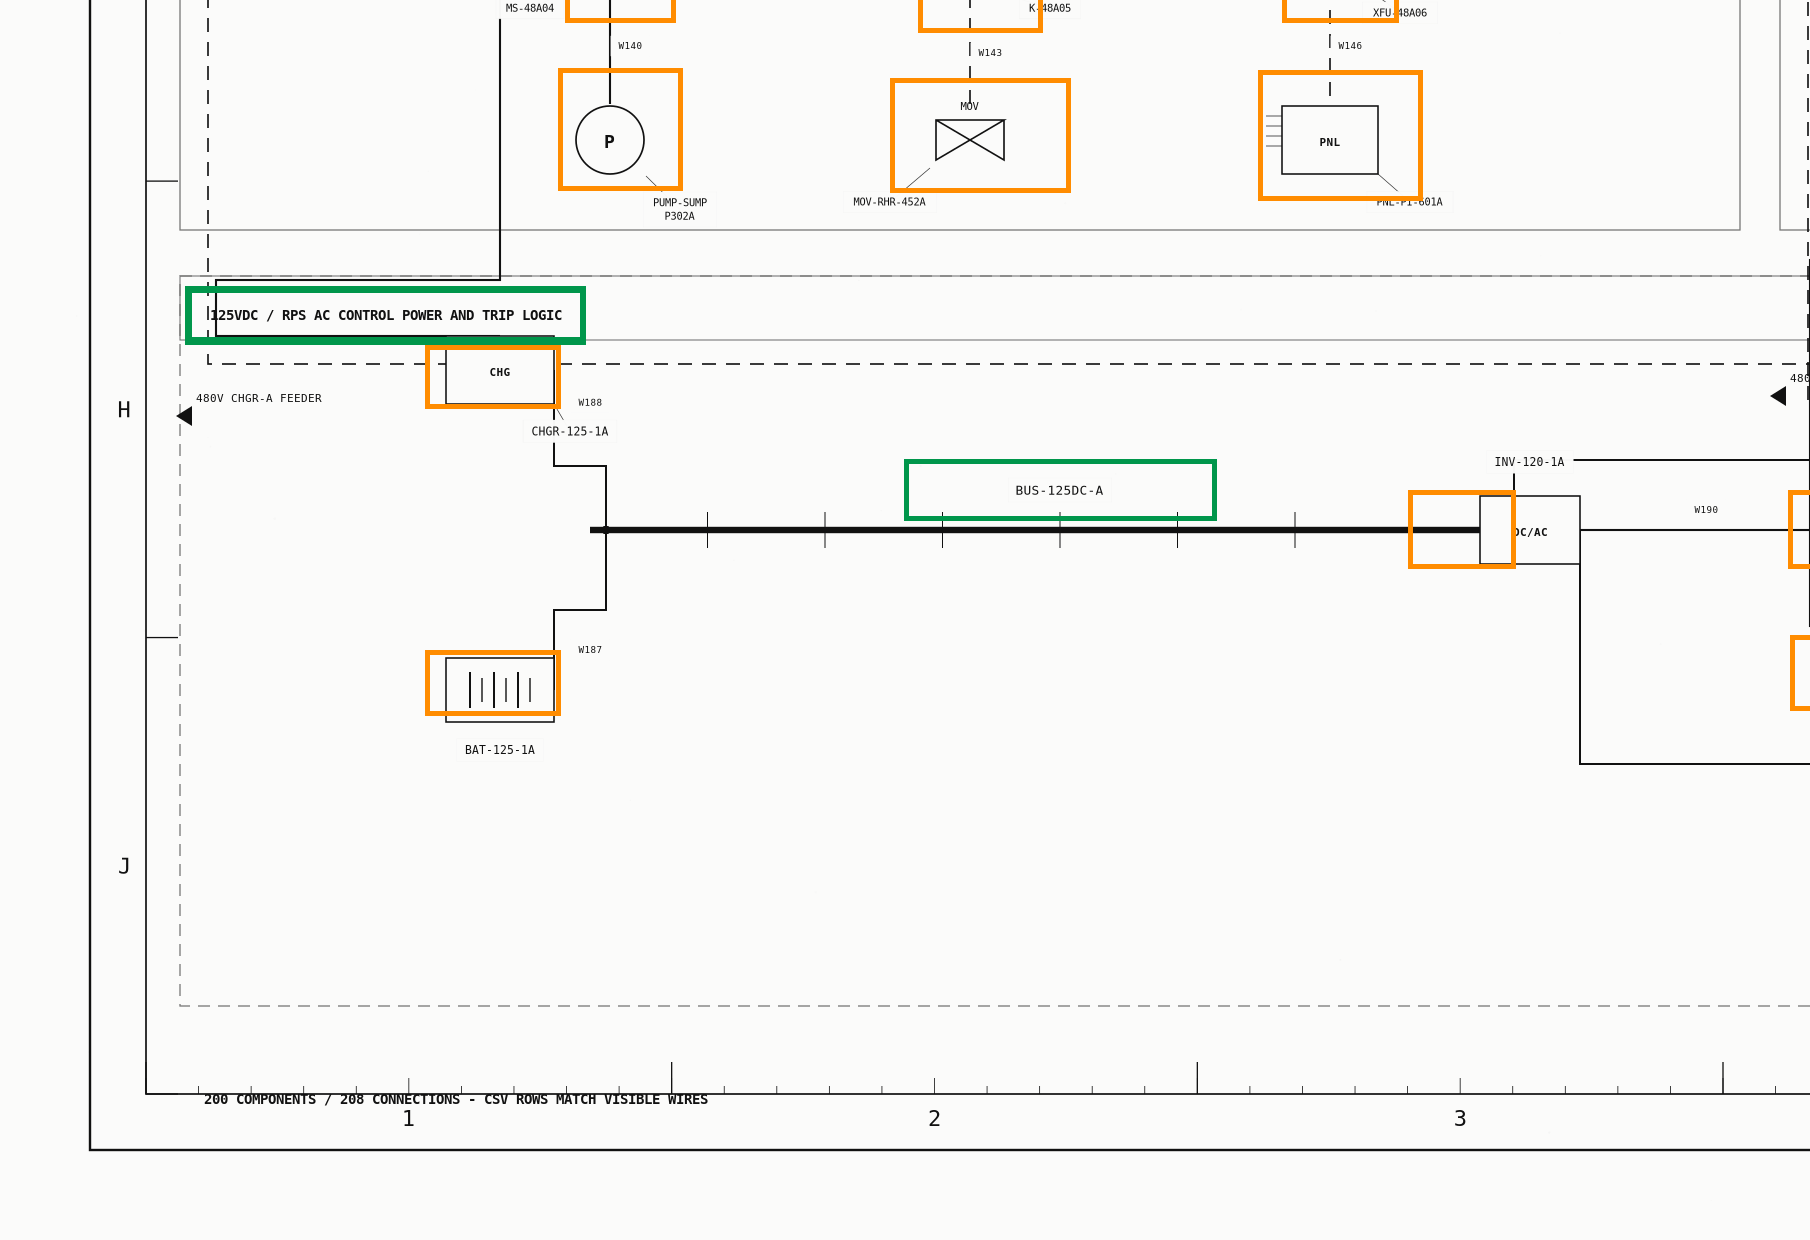 MS-48A04
K-48A05
XFU-48A06
W140
W143
W146
MOV
P
PNL
PUMP-SUMP
P302A
MOV-RHR-452A
PNL-P1-601A
125VDC / RPS AC CONTROL POWER AND TRIP LOGIC
CHG
480V CHGR-A FEEDER
480
W188
H
CHGR-125-1A
INV-120-1A
BUS-125DC-A
W190
DC/AC
W187
BAT-125-1A
J
200 COMPONENTS / 208 CONNECTIONS - CSV ROWS MATCH VISIBLE WIRES
1
2
3